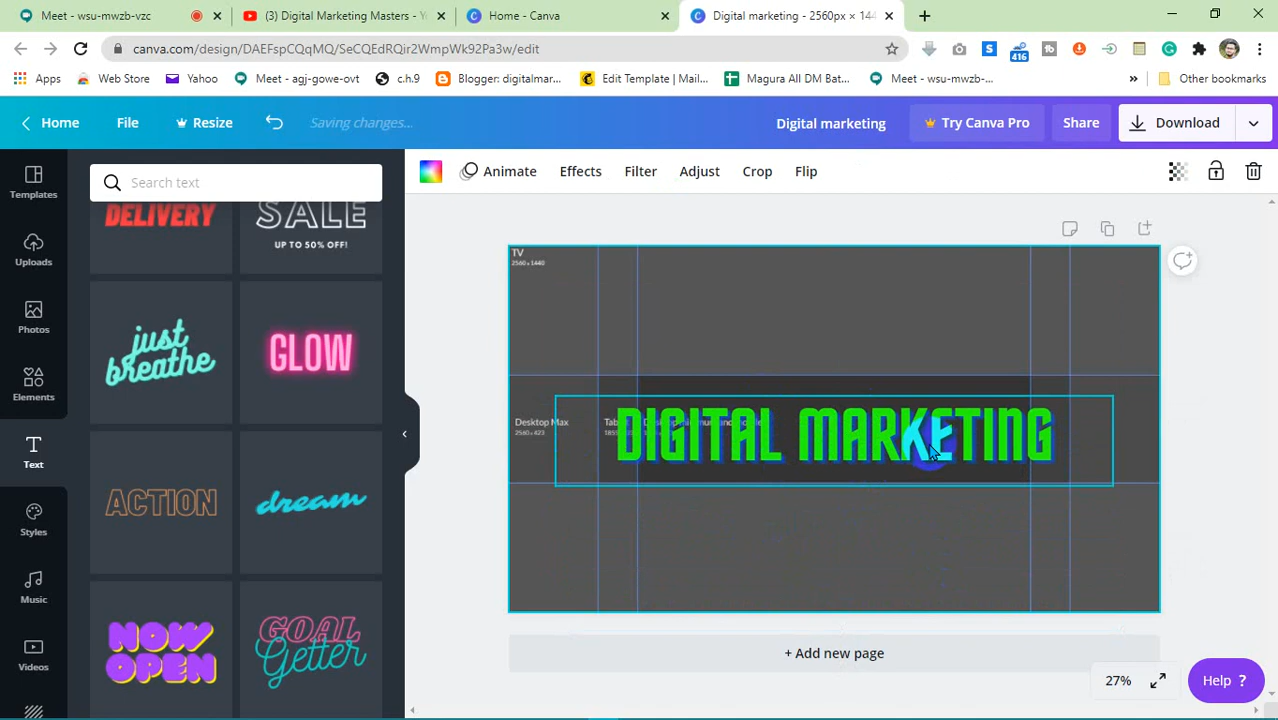 Meet - wsu-mwzb-vzc
(3) Digital Marketing Masters - Y
Home - Canva
Digital marketing - 2560px × 144
canva.com/design/DAEFspCQqMQ/SeCQEdRQir2WmpWk92Pa3w/edit
416
Apps
Web Store
Yahoo
Meet - agj-gowe-ovt
c.h.9
Blogger: digitalmar...
Edit Template | Mail...
Magura All DM Bat...
Meet - wsu-mwzb-...
»
Other bookmarks
Home
File
Resize
Saving changes...
Digital marketing
Try Canva Pro
Share
Download
Templates
Uploads
Photos
Elements
Text
Styles
Music
Videos
Search text
DELIVERY
SALE
UP TO 50% OFF!
just
breathe
GLOW
ACTION
dream
NOW
OPEN
GOAL
Getter
Animate
Effects
Filter
Adjust
Crop
Flip
TV
2560 x 1440
Desktop Max
2560 x 423
DIGITAL MARKETING
+ Add new page
27%
Help ?